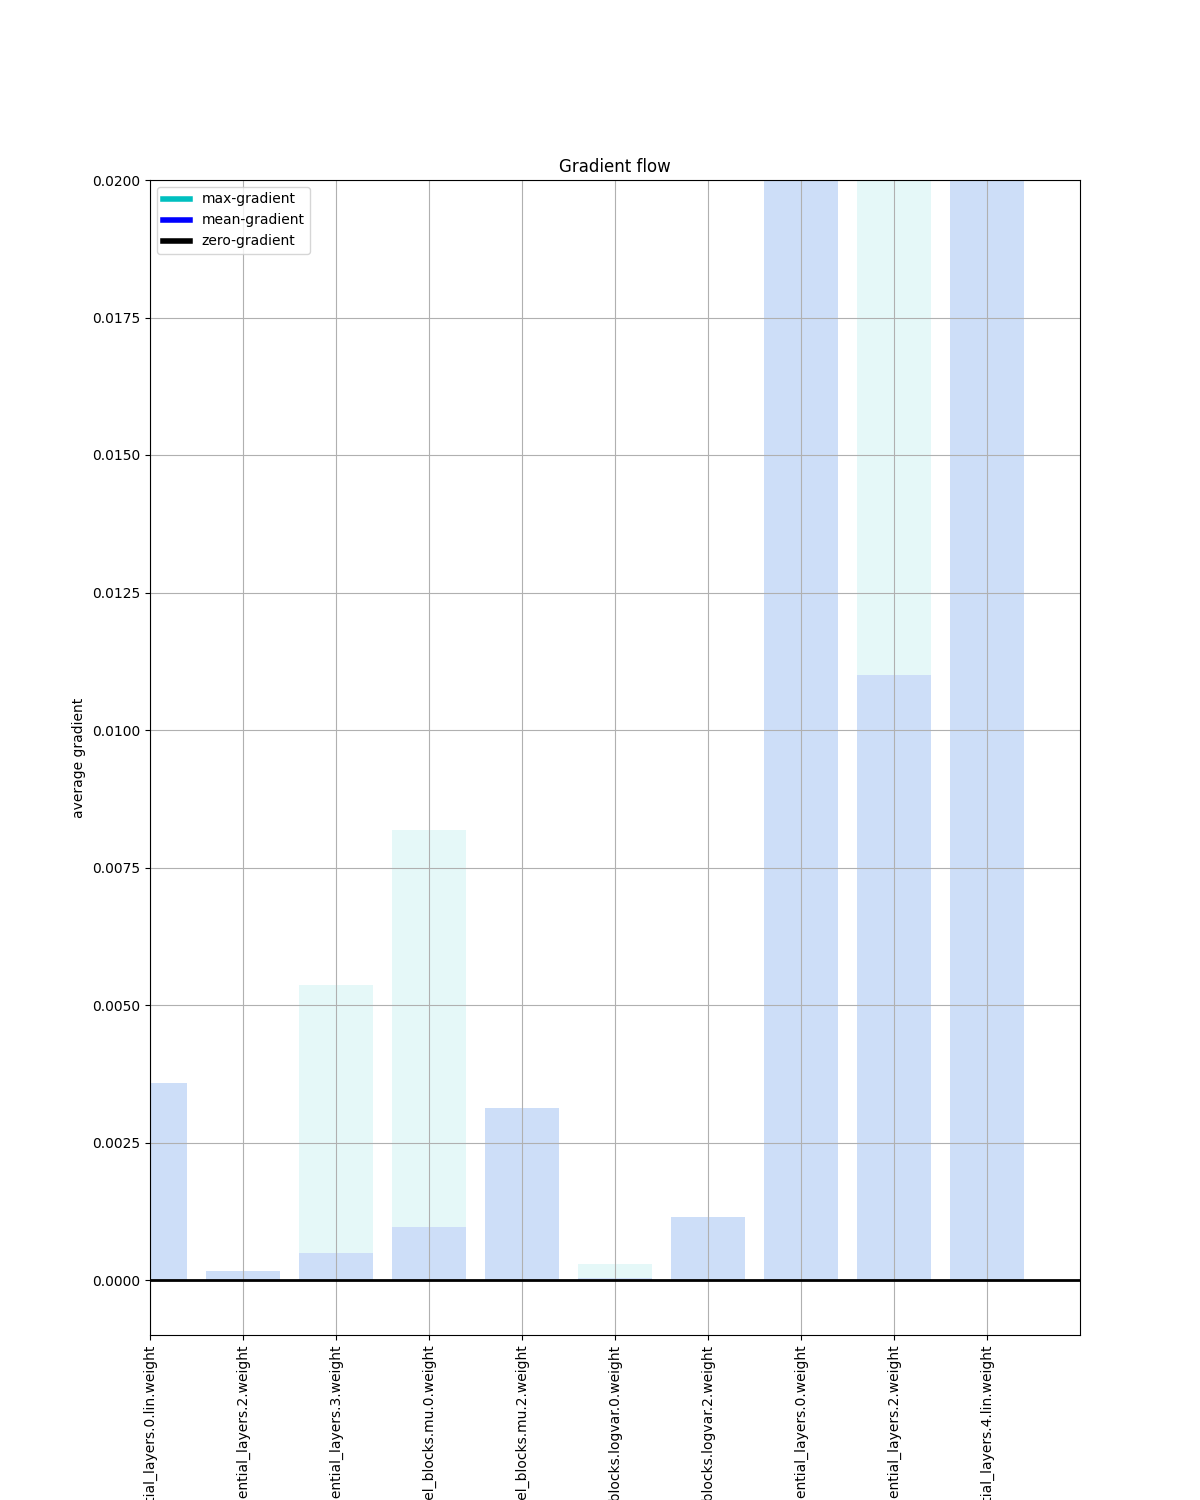 Gradient flow
max-gradient
mean-gradient
zero-gradient
0.0200
0.0175
0.0150
0.0125
0.0100
0.0075
0.0050
0.0025
0.0000
average gradient
tial_layers.0.lin.weight
ential_layers.2.weight
ential_layers.3.weight
el_blocks.mu.0.weight
el_blocks.mu.2.weight
blocks.logvar.0.weight
blocks.logvar.2.weight
ential_layers.0.weight
ential_layers.2.weight
tial_layers.4.lin.weight